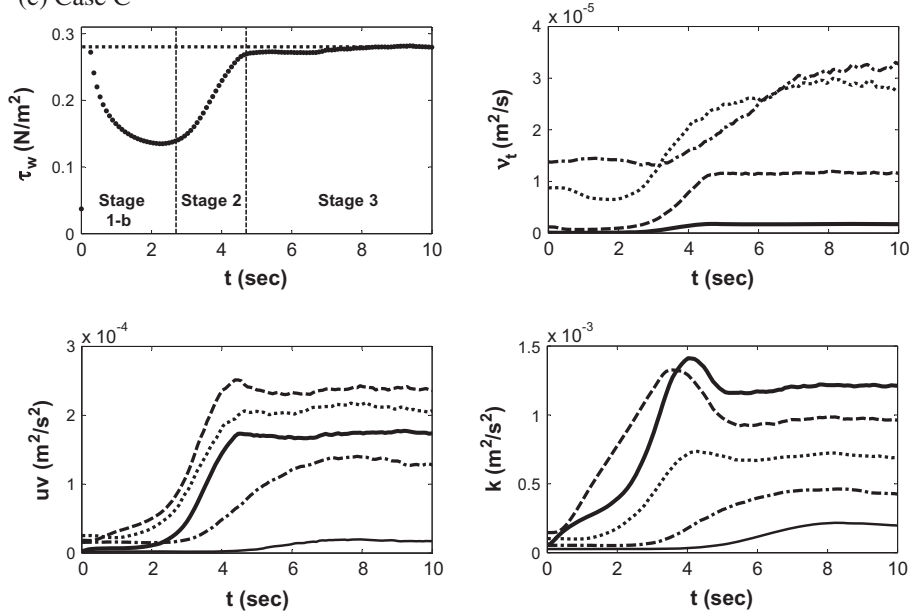 (c) Case C
0.3
0.2
0.1
0
τw (N/m²)
Stage 1-b
Stage 2
Stage 3
0 2 4 6 8 10
t (sec)
x 10⁻⁵
4
3
2
1
0
νt (m²/s)
0 2 4 6 8 10
t (sec)
x 10⁻⁴
3
2
1
0
uv (m²/s²)
0 2 4 6 8 10
t (sec)
x 10⁻³
1.5
1
0.5
0
k (m²/s²)
0 2 4 6 8 10
t (sec)